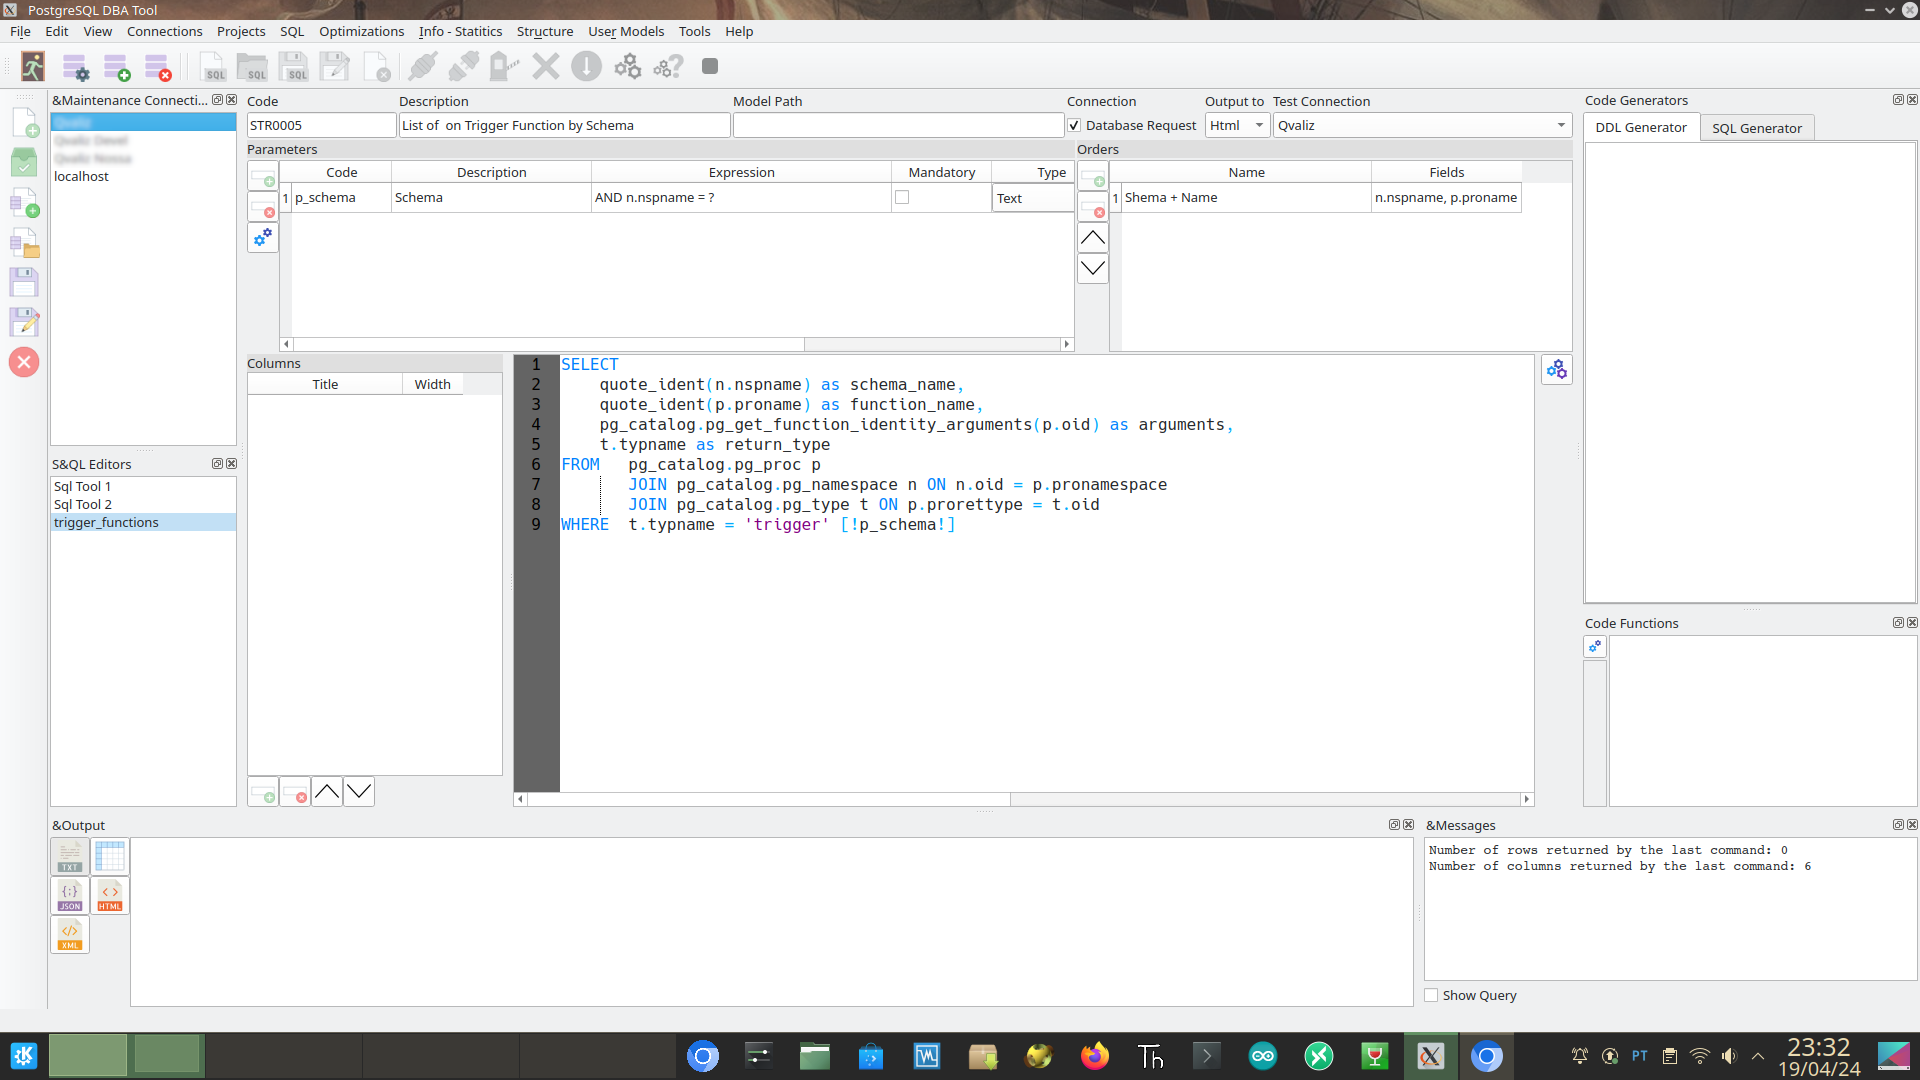 PostgreSQL DBA Tool
File Edit View Connections Projects SQL Optimizations Info - Statitics Structure User Models Tools Help
SQL SQL SQL
&Maintenance Connecti...
localhost
S&QL Editors
Sql Tool 1
Sql Tool 2
trigger_functions
Code Description Model Path Connection Output to Test Connection
STR0005 List of  on Trigger Function by Schema Database Request Html Qvaliz
Parameters
Code Description Expression Mandatory Type
1 p_schema Schema AND n.nspname = ? Text
Orders
Name Fields
1 Shema + Name n.nspname, p.proname
Columns
Title Width
1 SELECT
2 quote_ident(n.nspname) as schema_name,
3 quote_ident(p.proname) as function_name,
4 pg_catalog.pg_get_function_identity_arguments(p.oid) as arguments,
5 t.typname as return_type
6 FROM   pg_catalog.pg_proc p
7 JOIN pg_catalog.pg_namespace n ON n.oid = p.pronamespace
8 JOIN pg_catalog.pg_type t ON p.prorettype = t.oid
9 WHERE  t.typname = 'trigger' [!p_schema!]
Code Generators
DDL Generator SQL Generator
Code Functions
&Output
TXT
{;} JSON
< > HTML
</> XML
&Messages
Number of rows returned by the last command: 0
Number of columns returned by the last command: 6
Show Query
Th
PT
23:32
19/04/24